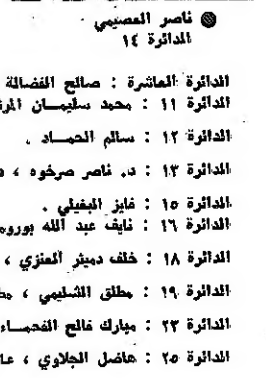 ناصر العصيمي
الدائرة ١٤
الدائرة العاشرة : صالح الفضالة
الدائرة ١١ : محمد سليمان
الدائرة ١٢ : سالم الحماد .
الدائرة ١٣ : د. ناصر صرخوه ،
الدائرة ١٥ : فايز البغيلي .
الدائرة ١٦ : نايف عبد الله
الدائرة ١٨ : خلف دميثر العنزي ،
الدائرة ١٩ : مطلق الشليمي ،
الدائرة ٢٣ : مبارك فالح
الدائرة ٢٥ : هاضل الجلاوي ،